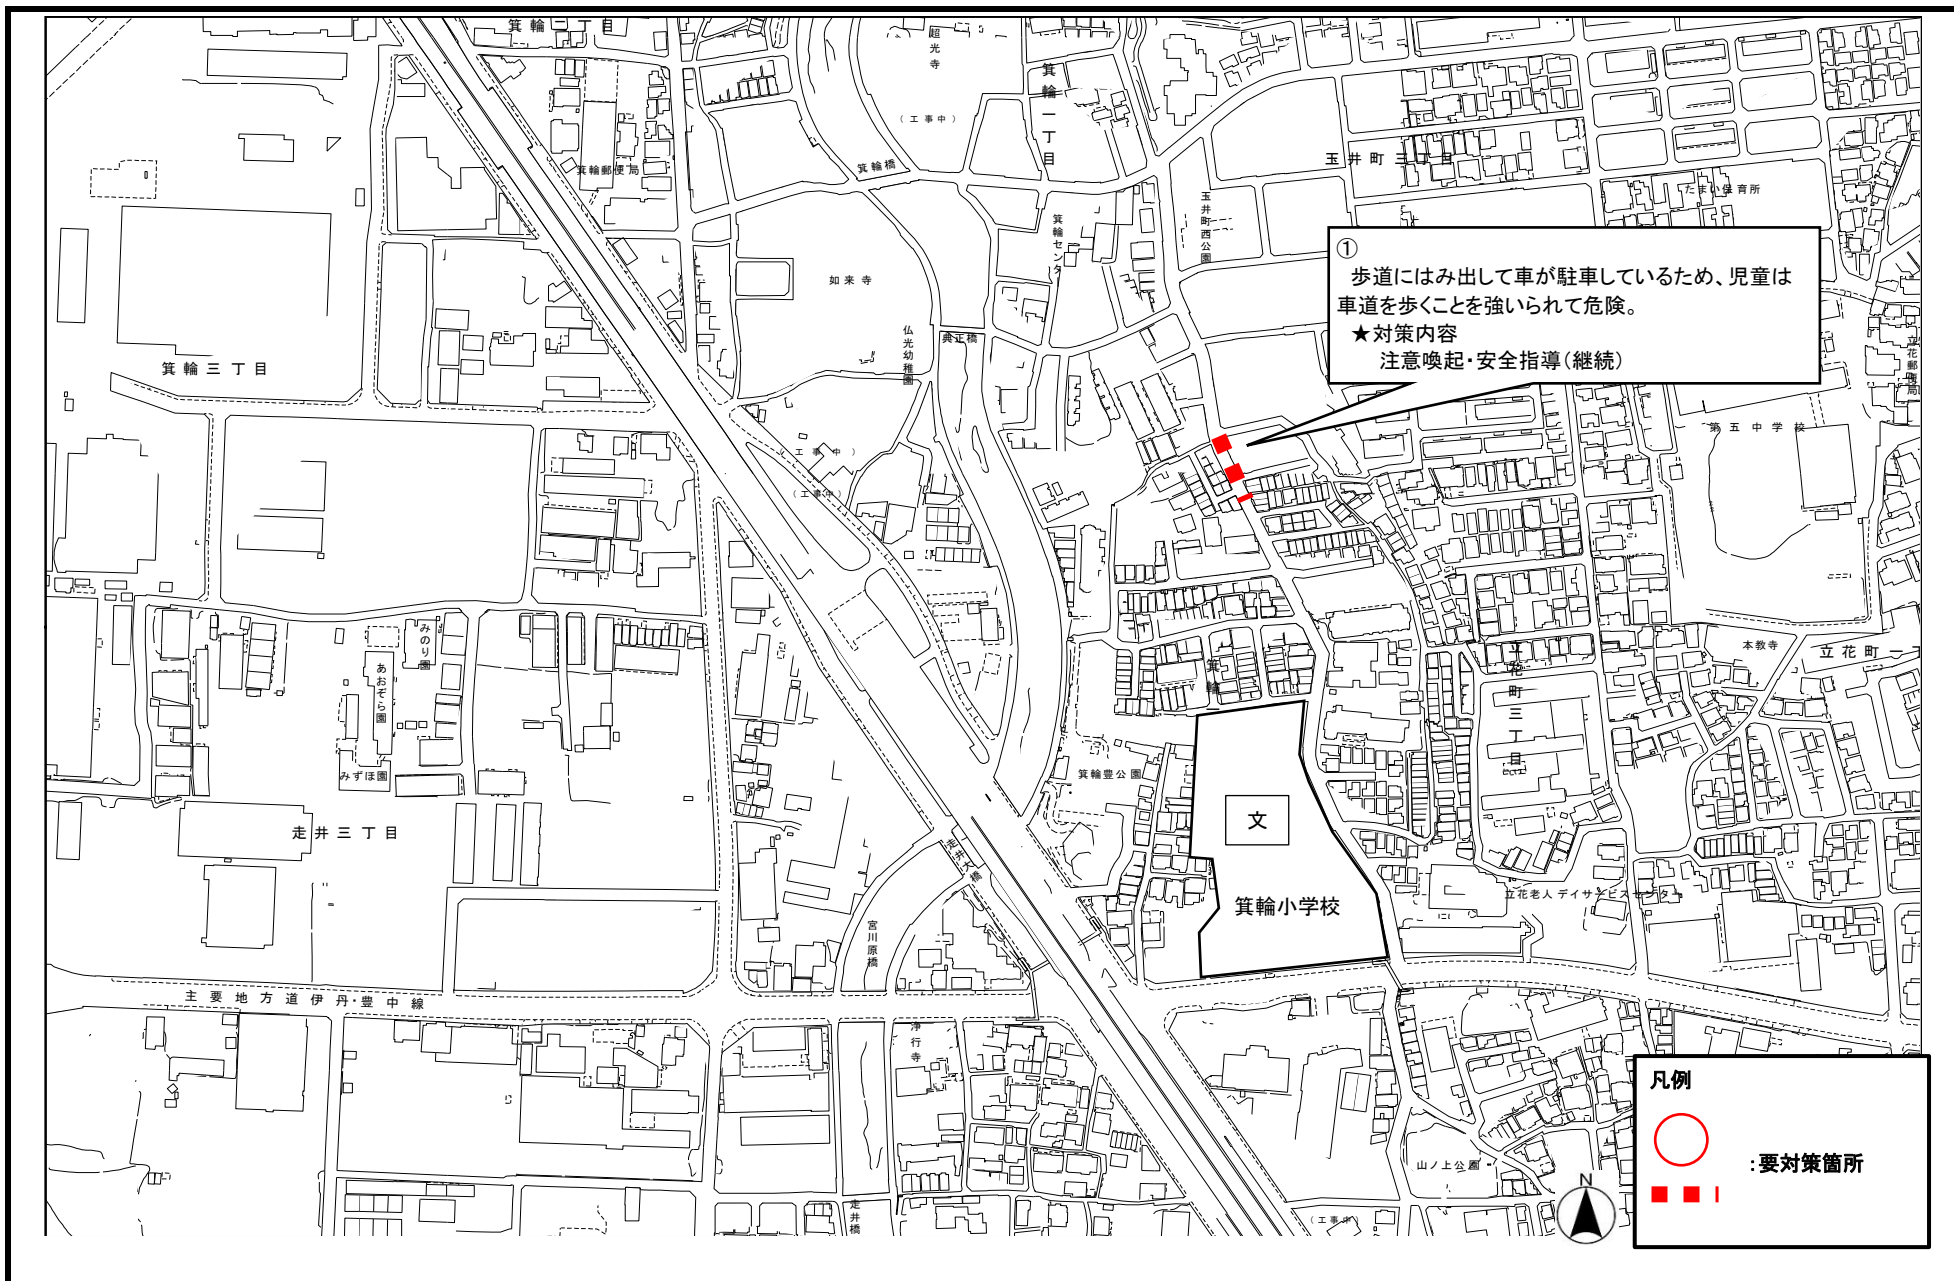 箕輪二丁目
超光寺
箕輪一丁目
(工事中)
箕輪橋
箕輪郵便局
玉井町三丁目
たまい保育所
玉井町西公園
箕輪センター
①
歩道にはみ出して車が駐車しているため、児童は
車道を歩くことを強いられて危険。
★対策内容
注意喚起・安全指導(継続)
如来寺
仏光幼稚園
典正橋
箕輪三丁目
立花郵便局
第五中学校
(工事中)
(工事中)
みのり園
あおぞら園
みずほ園
本教寺
立花町一丁
箕輪
立花町三丁目
箕輪豊公園
走井三丁目
文
走井大橋
箕輪小学校
立花老人デイサービスセンター
宮川原橋
主要地方道伊丹・豊中線
浄行寺
凡例
:要対策箇所
山ノ上公園
N
走井橋
(工事中)